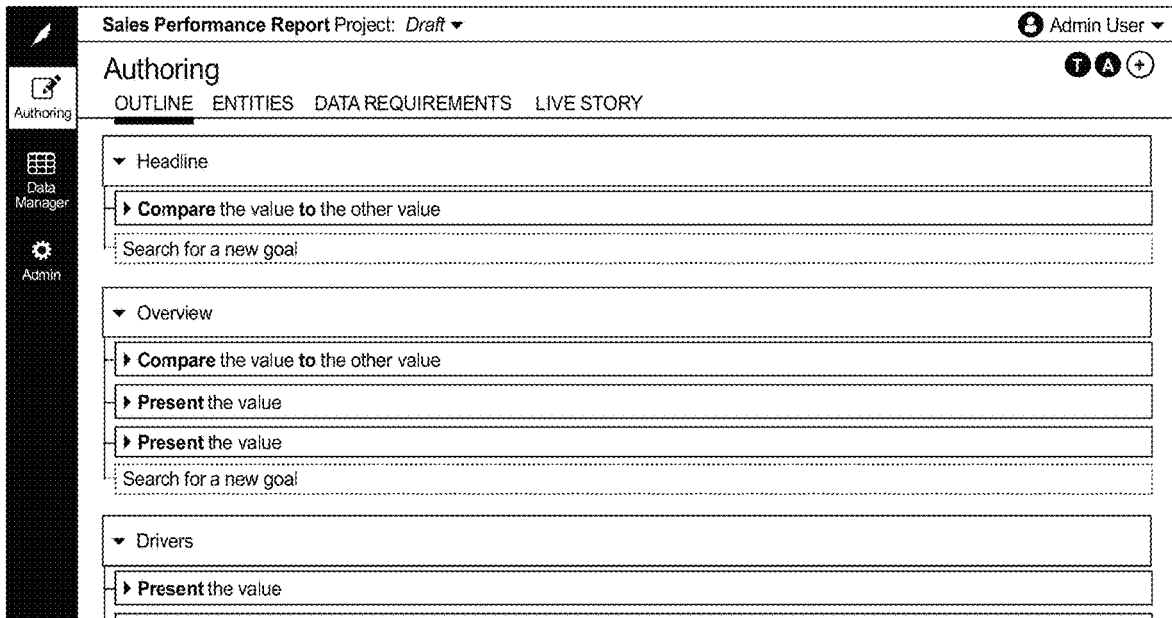 Sales Performance Report Project: Draft
Admin User
Authoring
T A +
OUTLINE ENTITIES DATA REQUIREMENTS LIVE STORY
Authoring
Data
Manager
Admin
Headline
Compare the value to the other value
Search for a new goal
Overview
Compare the value to the other value
Present the value
Present the value
Search for a new goal
Drivers
Present the value